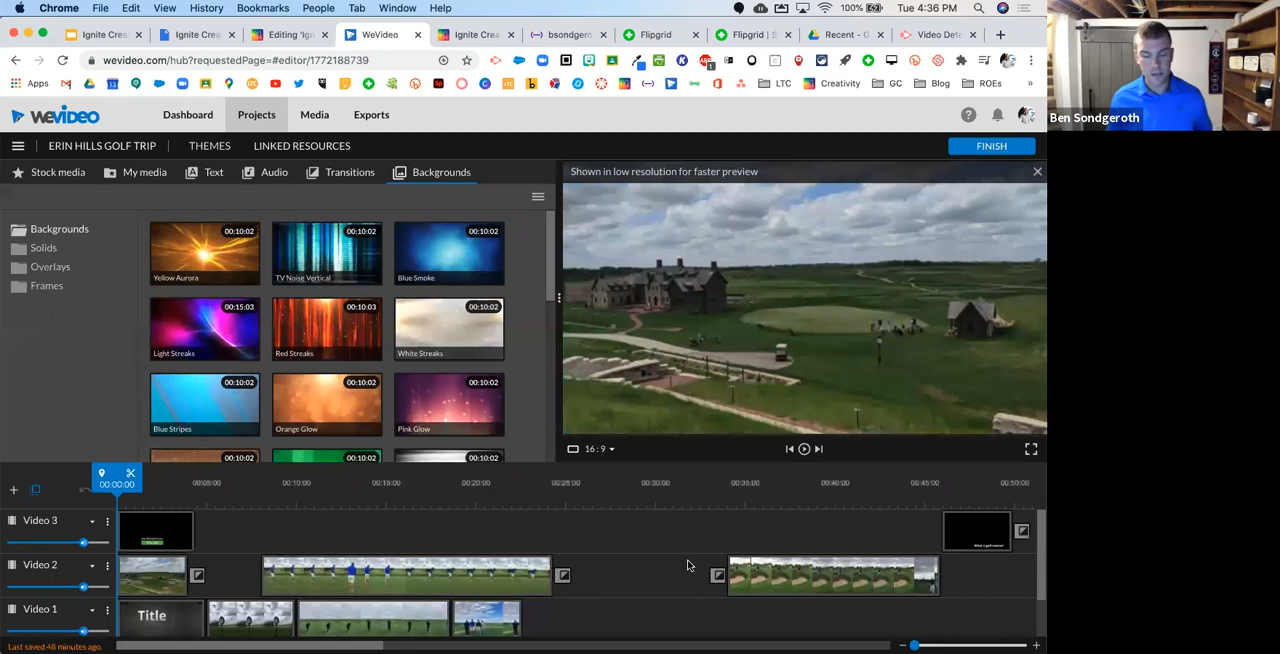 Chrome File Edit View History Bookmarks People Tab Window Help 100% Tue 4:36 PM
Ignite Crea Ignite Crea Editing 'Ign WeVideo Ignite Crea bsondgero Flipgrid Flipgrid | S Recent - G Video Dete
wevideo.com/hub?requestedPage=#editor/1772188739
Apps LTC Creativity GC Blog ROEs »
Ben Sondgeroth
WeVideo Dashboard Projects Media Exports
ERIN HILLS GOLF TRIP THEMES LINKED RESOURCES FINISH
Stock media My media Text Audio Transitions Backgrounds
Shown in low resolution for faster preview
Backgrounds
Solids
Overlays
Frames
00:10:02 00:10:02 00:10:02
Yellow Aurora TV Noise Vertical Blue Smoke
00:15:03 00:10:03 00:10:02
Light Streaks Red Streaks White Streaks
00:10:02 00:10:02 00:10:02
Blue Stripes Orange Glow Pink Glow
00:10:02 00:10:02 00:10:02
16:9
00:00:00 00:05:00 00:10:00 00:15:00 00:20:00 00:25:00 00:30:00 00:35:00 00:40:00 00:45:00 00:50:00
Video 3
Video 2
Video 1 Title
Last saved 48 minutes ago.